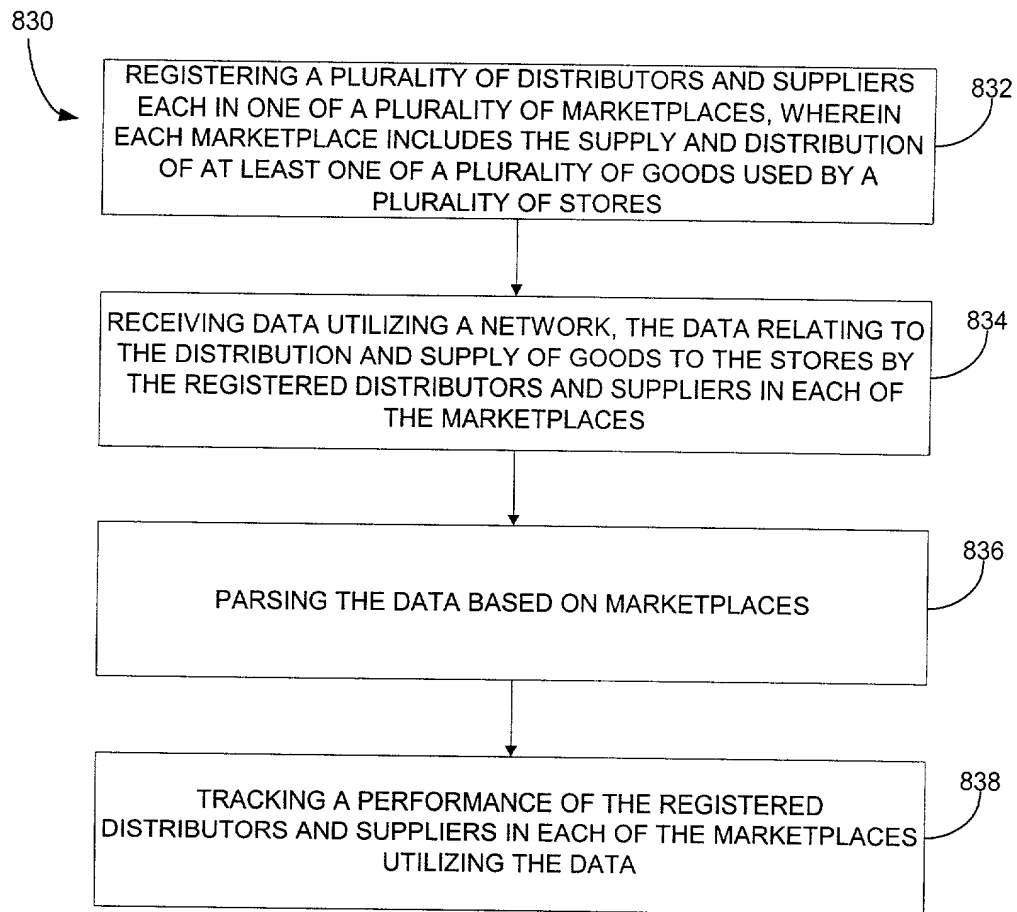 830
REGISTERING A PLURALITY OF DISTRIBUTORS AND SUPPLIERS
EACH IN ONE OF A PLURALITY OF MARKETPLACES, WHEREIN
EACH MARKETPLACE INCLUDES THE SUPPLY AND DISTRIBUTION
OF AT LEAST ONE OF A PLURALITY OF GOODS USED BY A
PLURALITY OF STORES
832
RECEIVING DATA UTILIZING A NETWORK, THE DATA RELATING TO
THE DISTRIBUTION AND SUPPLY OF GOODS TO THE STORES BY
THE REGISTERED DISTRIBUTORS AND SUPPLIERS IN EACH OF
THE MARKETPLACES
834
PARSING THE DATA BASED ON MARKETPLACES
836
TRACKING A PERFORMANCE OF THE REGISTERED
DISTRIBUTORS AND SUPPLIERS IN EACH OF THE MARKETPLACES
UTILIZING THE DATA
838